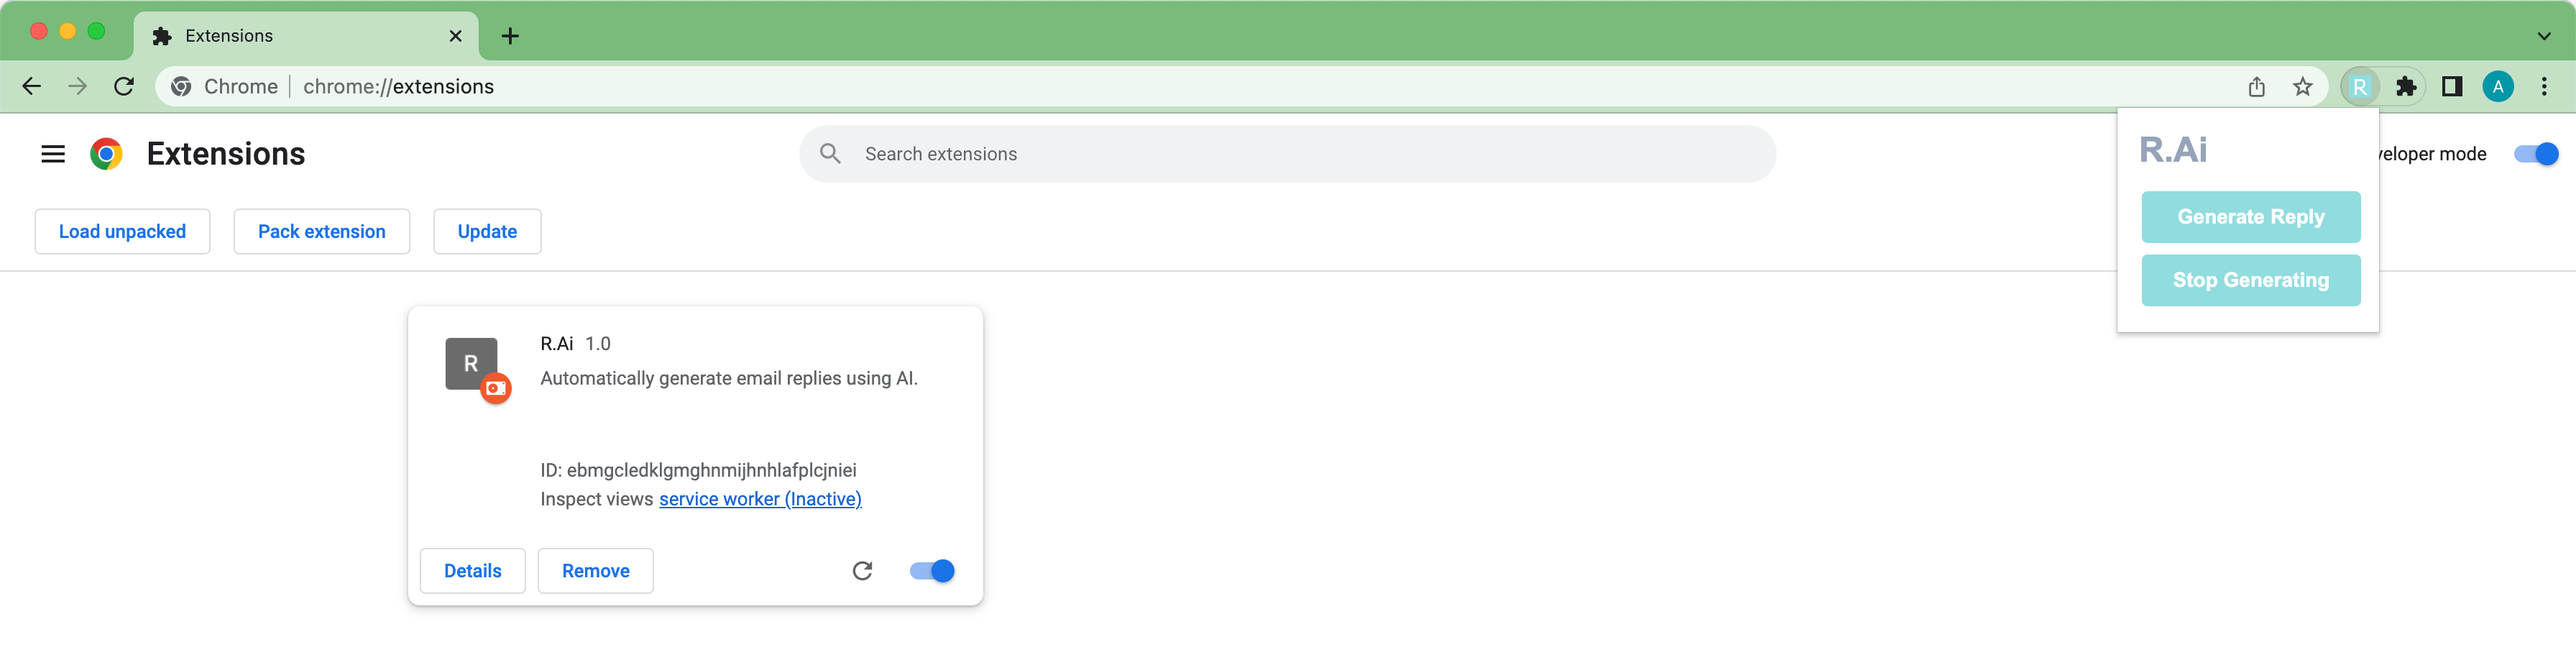 Extensions
Chrome chrome://extensions
R
A
Extensions
Search extensions
R.Ai
veloper mode
Load unpacked
Pack extension
Update
Generate Reply
Stop Generating
R
R.Ai 1.0
Automatically generate email replies using AI.
ID: ebmgcledklgmghnmijhnhlafplcjniei
Inspect views service worker (Inactive)
Details
Remove